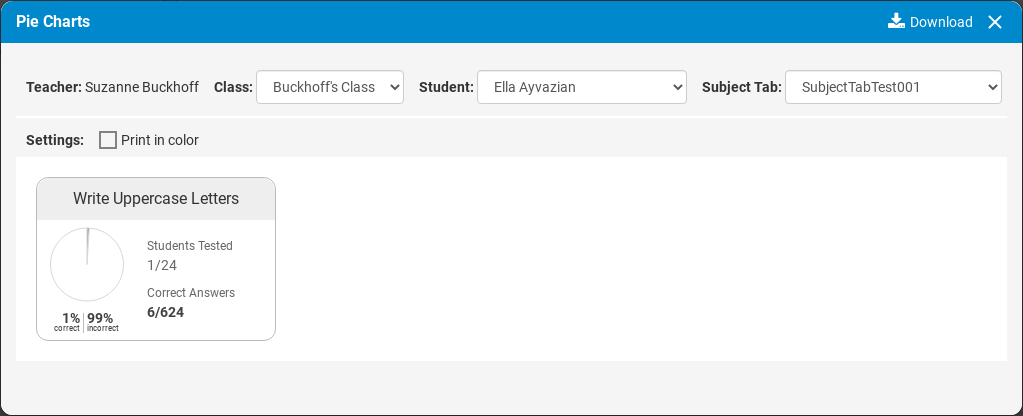 Pie Charts
Download
Teacher: Suzanne Buckhoff Class: Buckhoff's Class Student: Ella Ayvazian Subject Tab: SubjectTabTest001
Settings: Print in color
Write Uppercase Letters
Students Tested
1/24
Correct Answers
6/624
1% 99%
correct incorrect